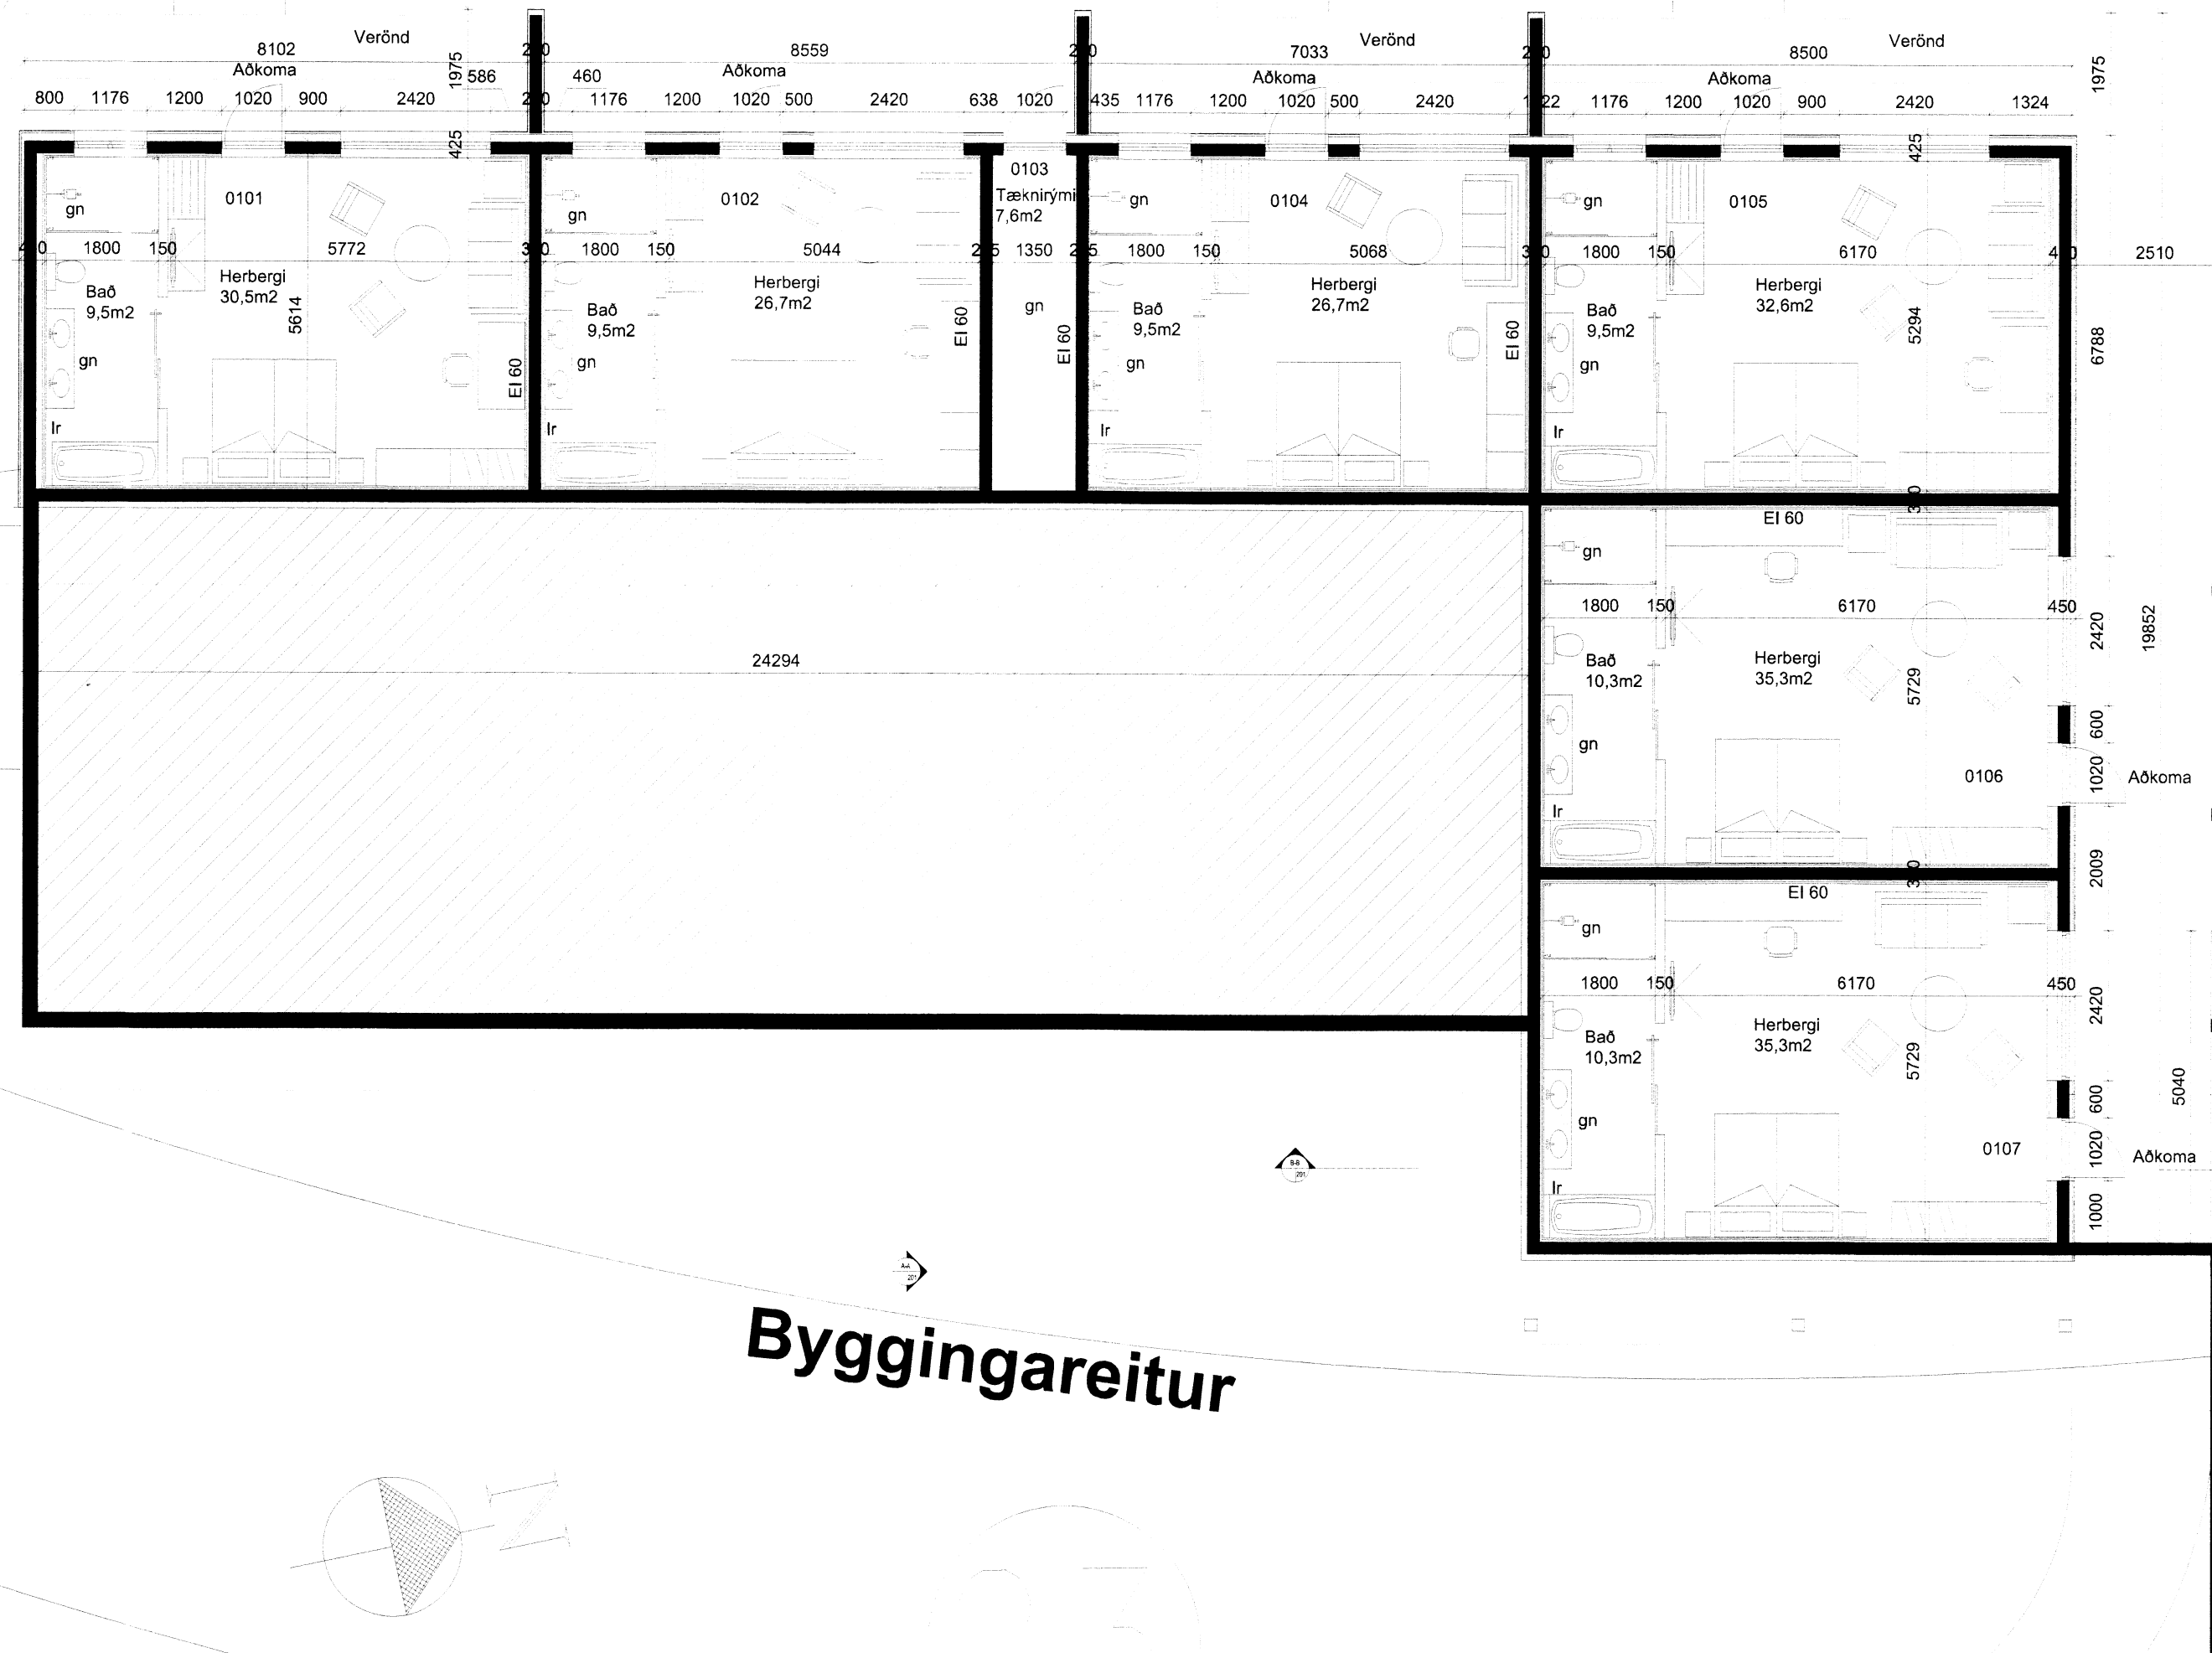 Verönd
Verönd
Verönd
8102
8559
7033
8500
Aðkoma
Aðkoma
Aðkoma
Aðkoma
1975
586
460
1975
800 1176 1200 1020 900 2420
1176 1200 1020 500 2420 638 1020
435 1176 1200 1020 500 2420
1176 1200 1020 900 2420 1324
425
425
0101
gn
1800 150 5772
Herbergi
30,5m2
5614
Bað
9,5m2
gn
EI 60
lr
0102
gn
1800 150 5044
Herbergi
26,7m2
Bað
9,5m2
gn
EI 60
lr
0103
Tæknirými
7,6m2
1350
gn
EI 60
0104
gn
1800 150 5068
Herbergi
26,7m2
Bað
9,5m2
gn
EI 60
lr
0105
gn
1800 150 6170
2510
Herbergi
32,6m2
5294
Bað
9,5m2
gn
lr
6788
EI 60
gn
1800 150 6170 450
2420
19852
Bað
10,3m2
Herbergi
35,3m2
5729
600
gn
0106
1020
Aðkoma
lr
2009
24294
EI 60
gn
1800 150 6170 450
2420
Bað
10,3m2
Herbergi
35,3m2
5729
5040
600
gn
0107
1020
Aðkoma
lr
1000
B-B
201
A-A
201
Byggingareitur
N